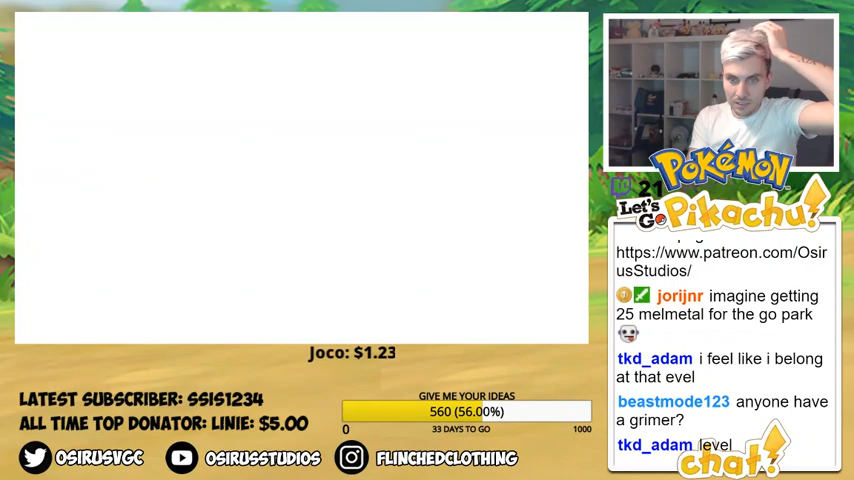 POKéMON
21
Let's Go Pikachu!
https://www.patreon.com/Osir
usStudios/
jorijnr imagine getting
25 melmetal for the go park
tkd_adam i feel like i belong
at that evel
beastmode123 anyone have
a grimer?
tkd_adam level
chat!
Joco: $1.23
LATEST SUBSCRIBER: SSIS1234
ALL TIME TOP DONATOR: LINIE: $5.00
GIVE ME YOUR IDEAS
560 (56.00%)
0 33 DAYS TO GO 1000
OSIRUSVGC OSIRUSSTUDIOS FLINCHEDCLOTHING